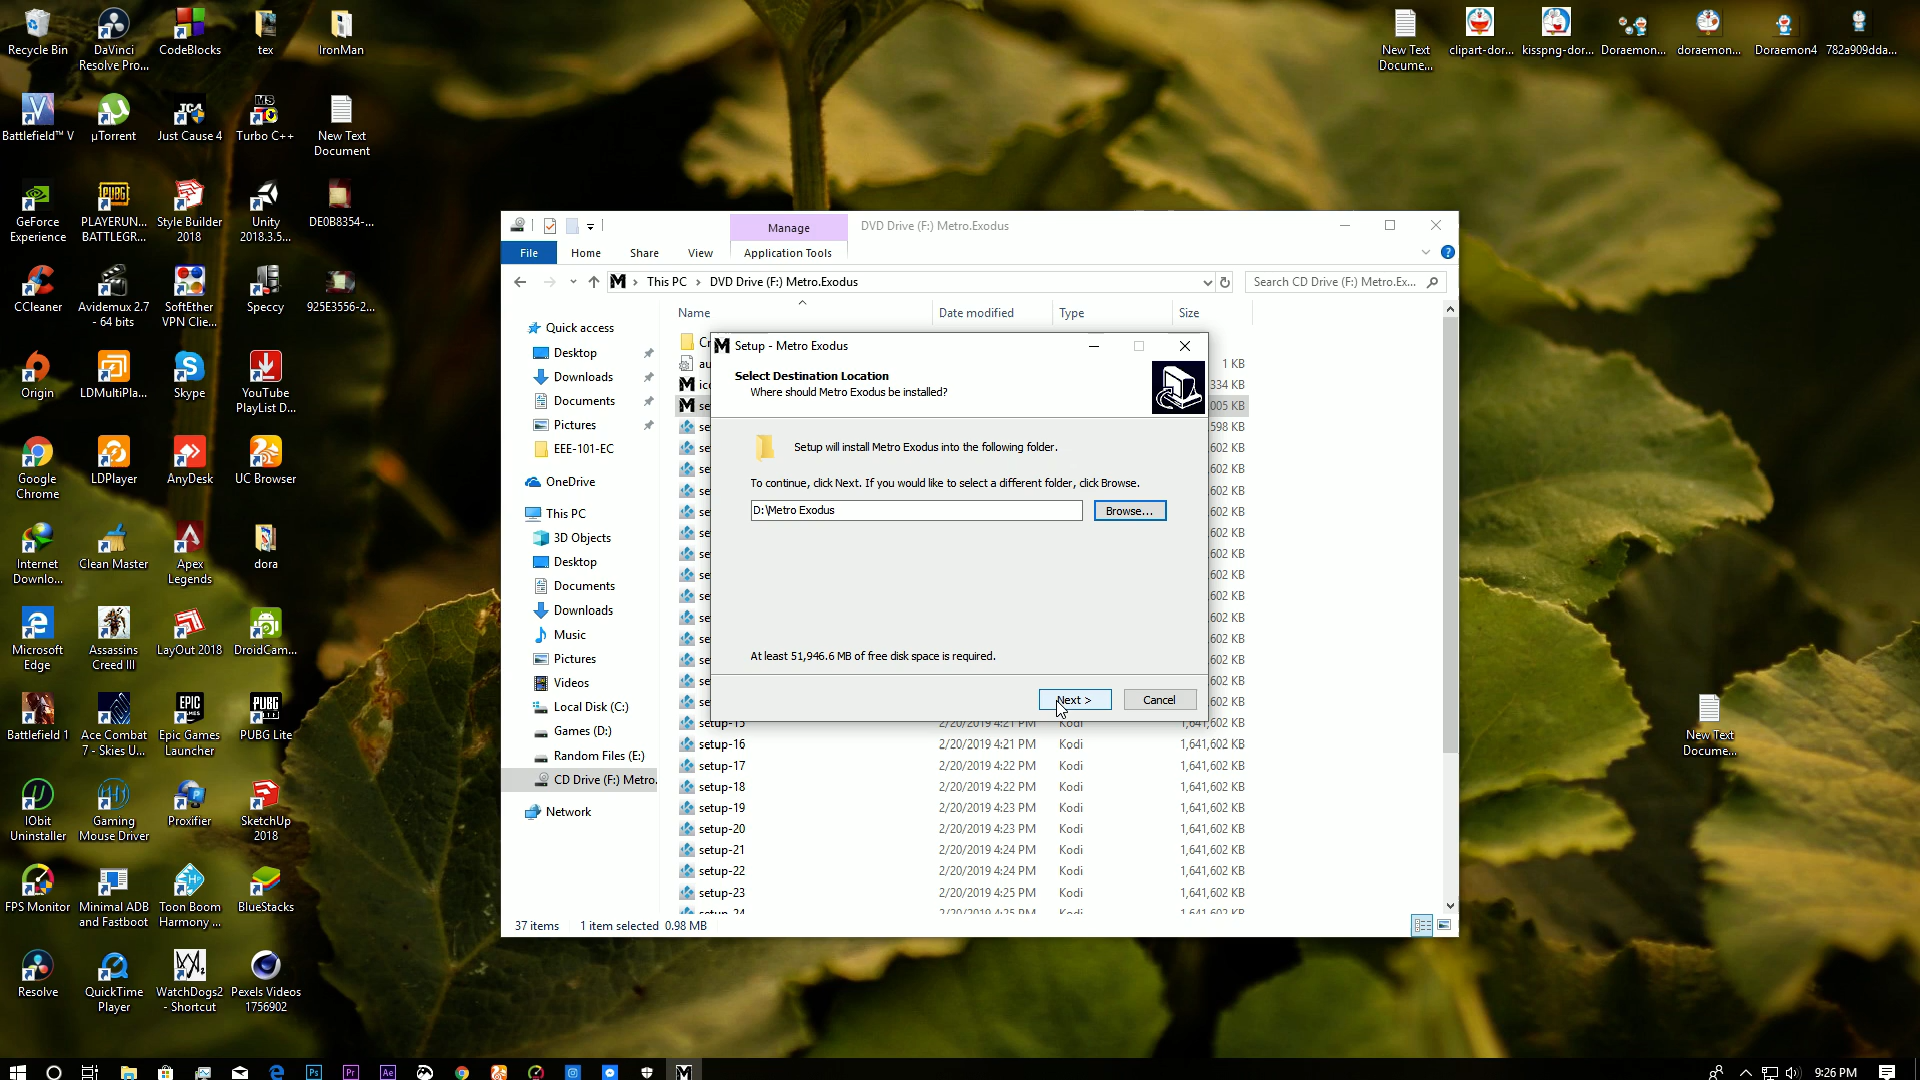 Recycle Bin
DaVinci
Resolve Pro...
CodeBlocks
tex
IronMan
New Text
Docume...
clipart-dor...
kisspng-dor...
Doraemon...
doraemon...
Doraemon4
782a909dda...
Battlefield™ V
µTorrent
Just Cause 4
Turbo C++
New Text
Document
GeForce
Experience
PLAYERUN...
BATTLEGR...
Style Builder
2018
Unity
2018.3.5...
DE0B8354-...
CCleaner
Avidemux 2.7
- 64 bits
SoftEther
VPN Clie...
Speccy
925E3556-2...
Origin
LDMultiPla...
Skype
YouTube
PlayList D...
Google
Chrome
LDPlayer
AnyDesk
UC Browser
Internet
Downlo...
Clean Master
Apex
Legends
dora
Microsoft
Edge
Assassins
Creed III
LayOut 2018
DroidCam...
Battlefield 1
Ace Combat
7 - Skies U...
Epic Games
Launcher
PUBG Lite
IObit
Uninstaller
Gaming
Mouse Driver
Proxifier
SketchUp
2018
FPS Monitor
Minimal ADB
and Fastboot
Toon Boom
Harmony ...
BlueStacks
Resolve
QuickTime
Player
WatchDogs2
- Shortcut
Pexels Videos
1756902
New Text
Docume...
Manage
DVD Drive (F:) Metro.Exodus
File
Home
Share
View
Application Tools
This PC > DVD Drive (F:) Metro.Exodus
Search CD Drive (F:) Metro.Ex...
Quick access
Desktop
Downloads
Documents
Pictures
EEE-101-EC
OneDrive
This PC
3D Objects
Desktop
Documents
Downloads
Music
Pictures
Videos
Local Disk (C:)
Games (D:)
Random Files (E:)
CD Drive (F:) Metro.
Network
Name
Date modified
Type
Size
1 KB
334 KB
005 KB
598 KB
602 KB
602 KB
602 KB
602 KB
602 KB
602 KB
602 KB
602 KB
602 KB
602 KB
602 KB
602 KB
602 KB
Setup - Metro Exodus
Select Destination Location
Where should Metro Exodus be installed?
Setup will install Metro Exodus into the following folder.
To continue, click Next. If you would like to select a different folder, click Browse.
D:\Metro Exodus
Browse...
At least 51,946.6 MB of free disk space is required.
Next >
Cancel
setup-15 2/20/2019 4:21 PM Kodi 1,641,602 KB
setup-16 2/20/2019 4:21 PM Kodi 1,641,602 KB
setup-17 2/20/2019 4:22 PM Kodi 1,641,602 KB
setup-18 2/20/2019 4:22 PM Kodi 1,641,602 KB
setup-19 2/20/2019 4:23 PM Kodi 1,641,602 KB
setup-20 2/20/2019 4:23 PM Kodi 1,641,602 KB
setup-21 2/20/2019 4:24 PM Kodi 1,641,602 KB
setup-22 2/20/2019 4:24 PM Kodi 1,641,602 KB
setup-23 2/20/2019 4:25 PM Kodi 1,641,602 KB
setup-24 2/20/2019 4:25 PM Kodi 1,641,602 KB
37 items
1 item selected 0.98 MB
9:26 PM